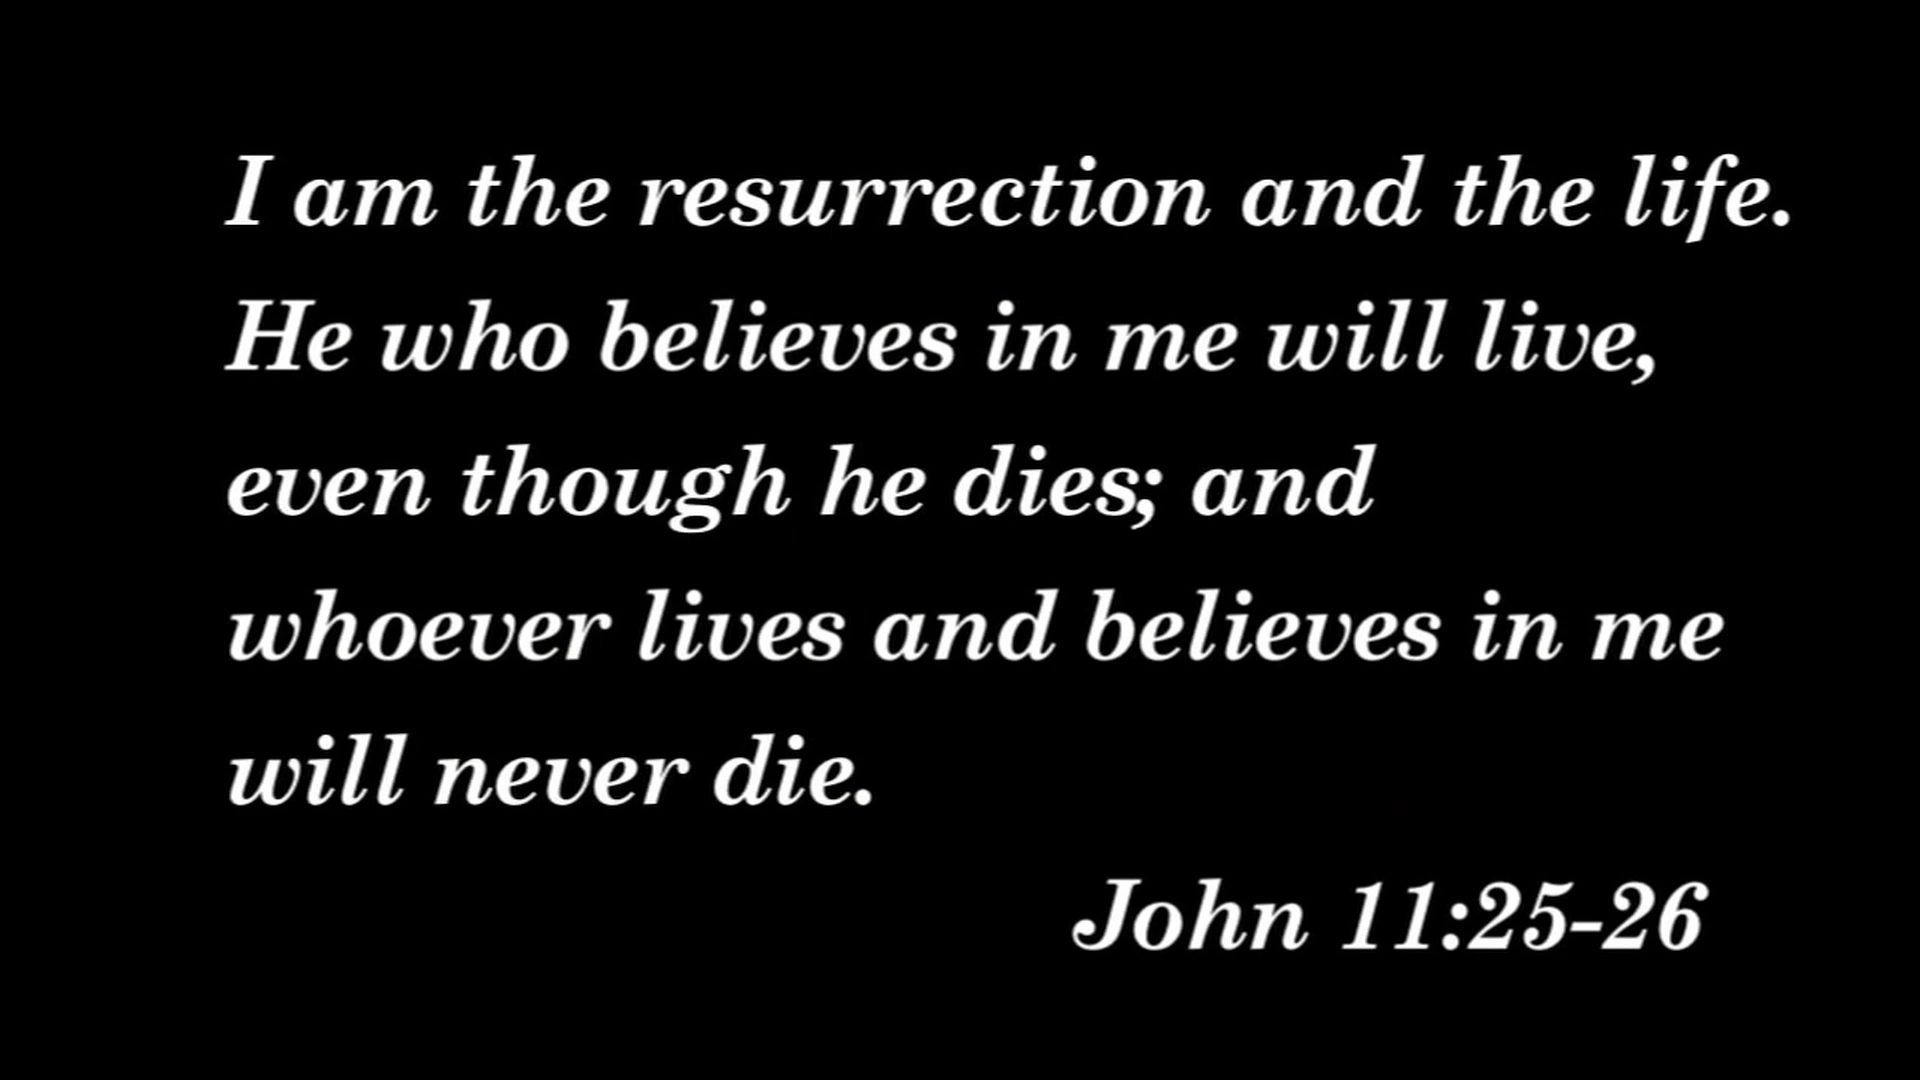 I am the resurrection and the life.
He who believes in me will live,
even though he dies; and
whoever lives and believes in me
will never die.
John 11:25-26